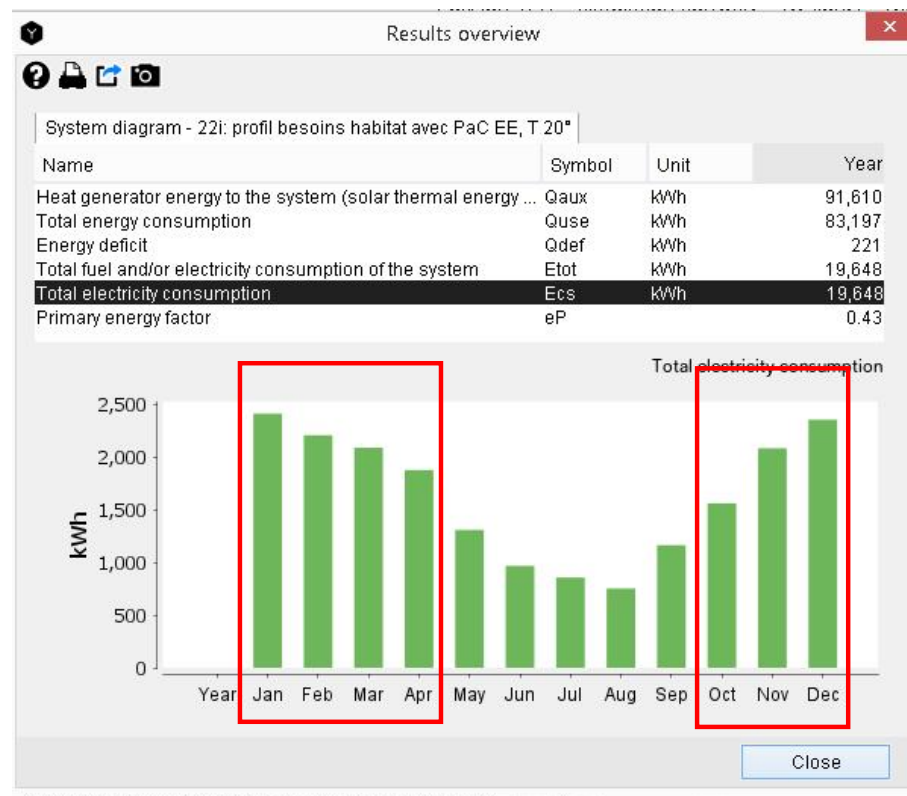 Results overview
System diagram - 22i: profil besoins habitat avec PaC EE, T 20°
Name Symbol Unit Year
Heat generator energy to the system (solar thermal energy ... Qaux kWh 91,610
Total energy consumption Quse kWh 83,197
Energy deficit Qdef kWh 221
Total fuel and/or electricity consumption of the system Etot kWh 19,648
Total electricity consumption Ecs kWh 19,648
Primary energy factor eP 0.43
Total electricity consumption
2,500
2,000
1,500
1,000
500
0
kWh
Year Jan Feb Mar Apr May Jun Jul Aug Sep Oct Nov Dec
Close